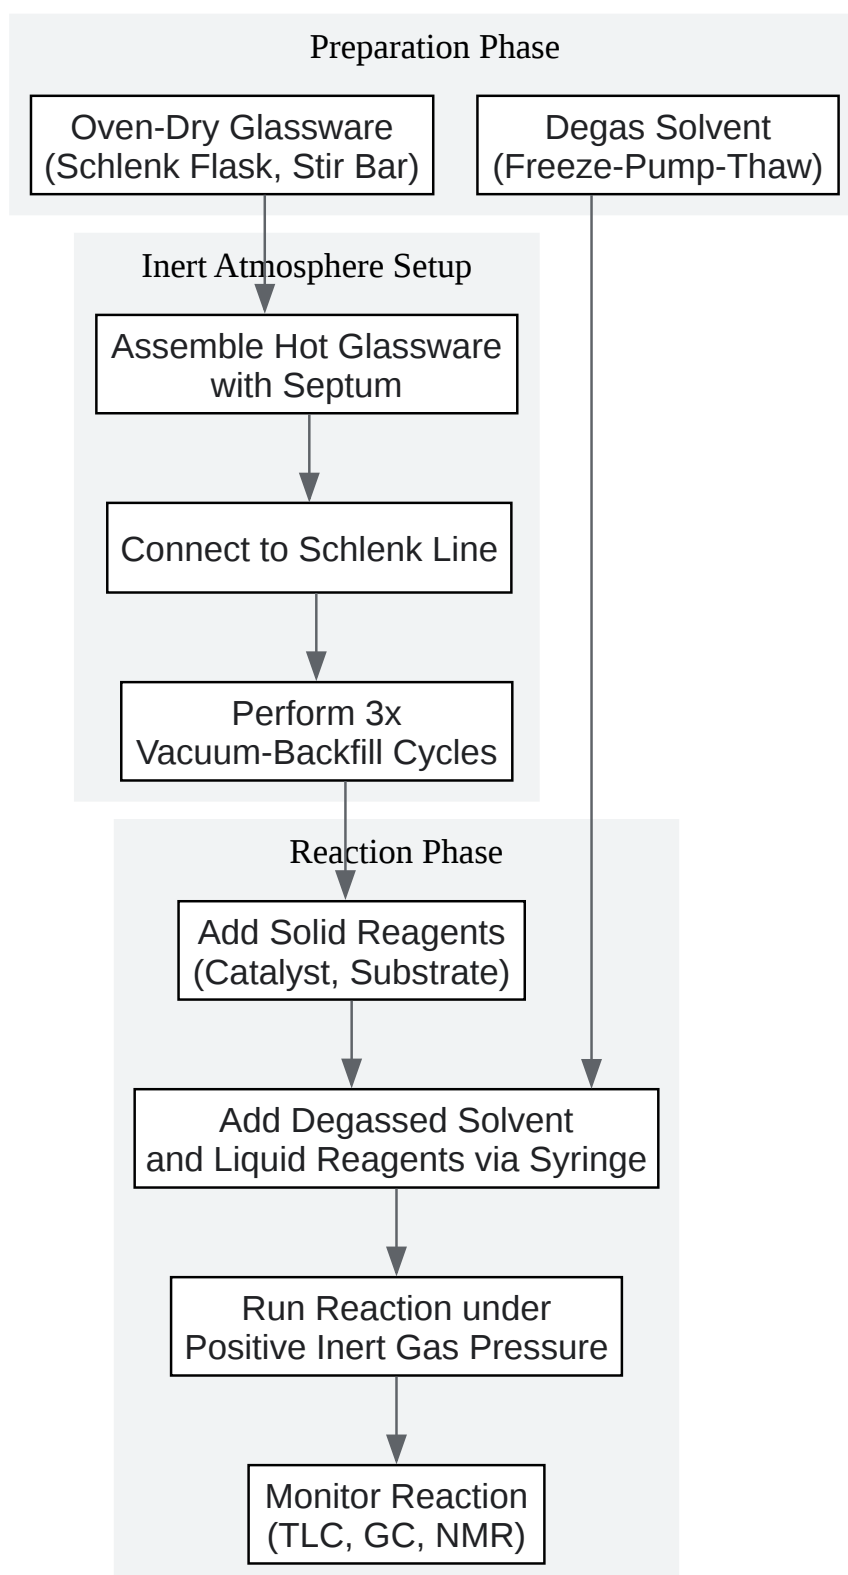 Preparation Phase
Oven-Dry Glassware
(Schlenk Flask, Stir Bar)
Degas Solvent
(Freeze-Pump-Thaw)
Inert Atmosphere Setup
Assemble Hot Glassware
with Septum
Connect to Schlenk Line
Perform 3x
Vacuum-Backfill Cycles
Reaction Phase
Add Solid Reagents
(Catalyst, Substrate)
Add Degassed Solvent
and Liquid Reagents via Syringe
Run Reaction under
Positive Inert Gas Pressure
Monitor Reaction
(TLC, GC, NMR)